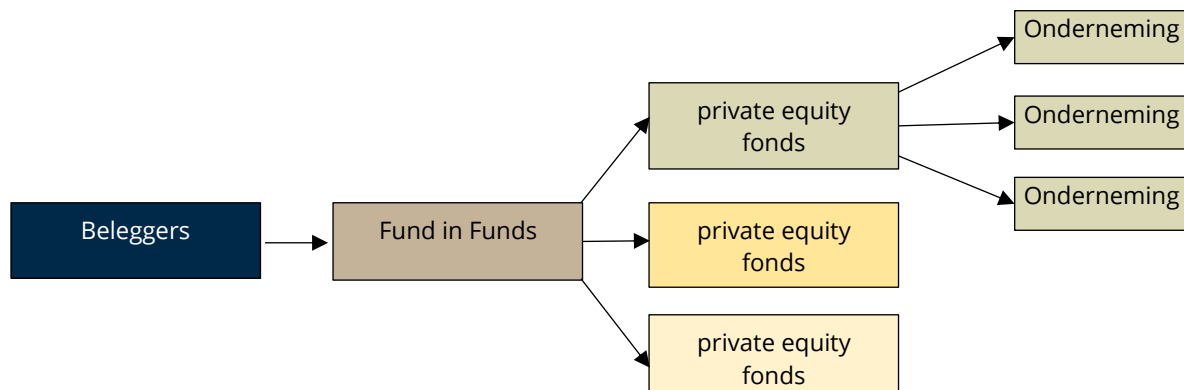 Beleggers
Fund in Funds
private equity
fonds
private equity
fonds
private equity
fonds
Onderneming
Onderneming
Onderneming